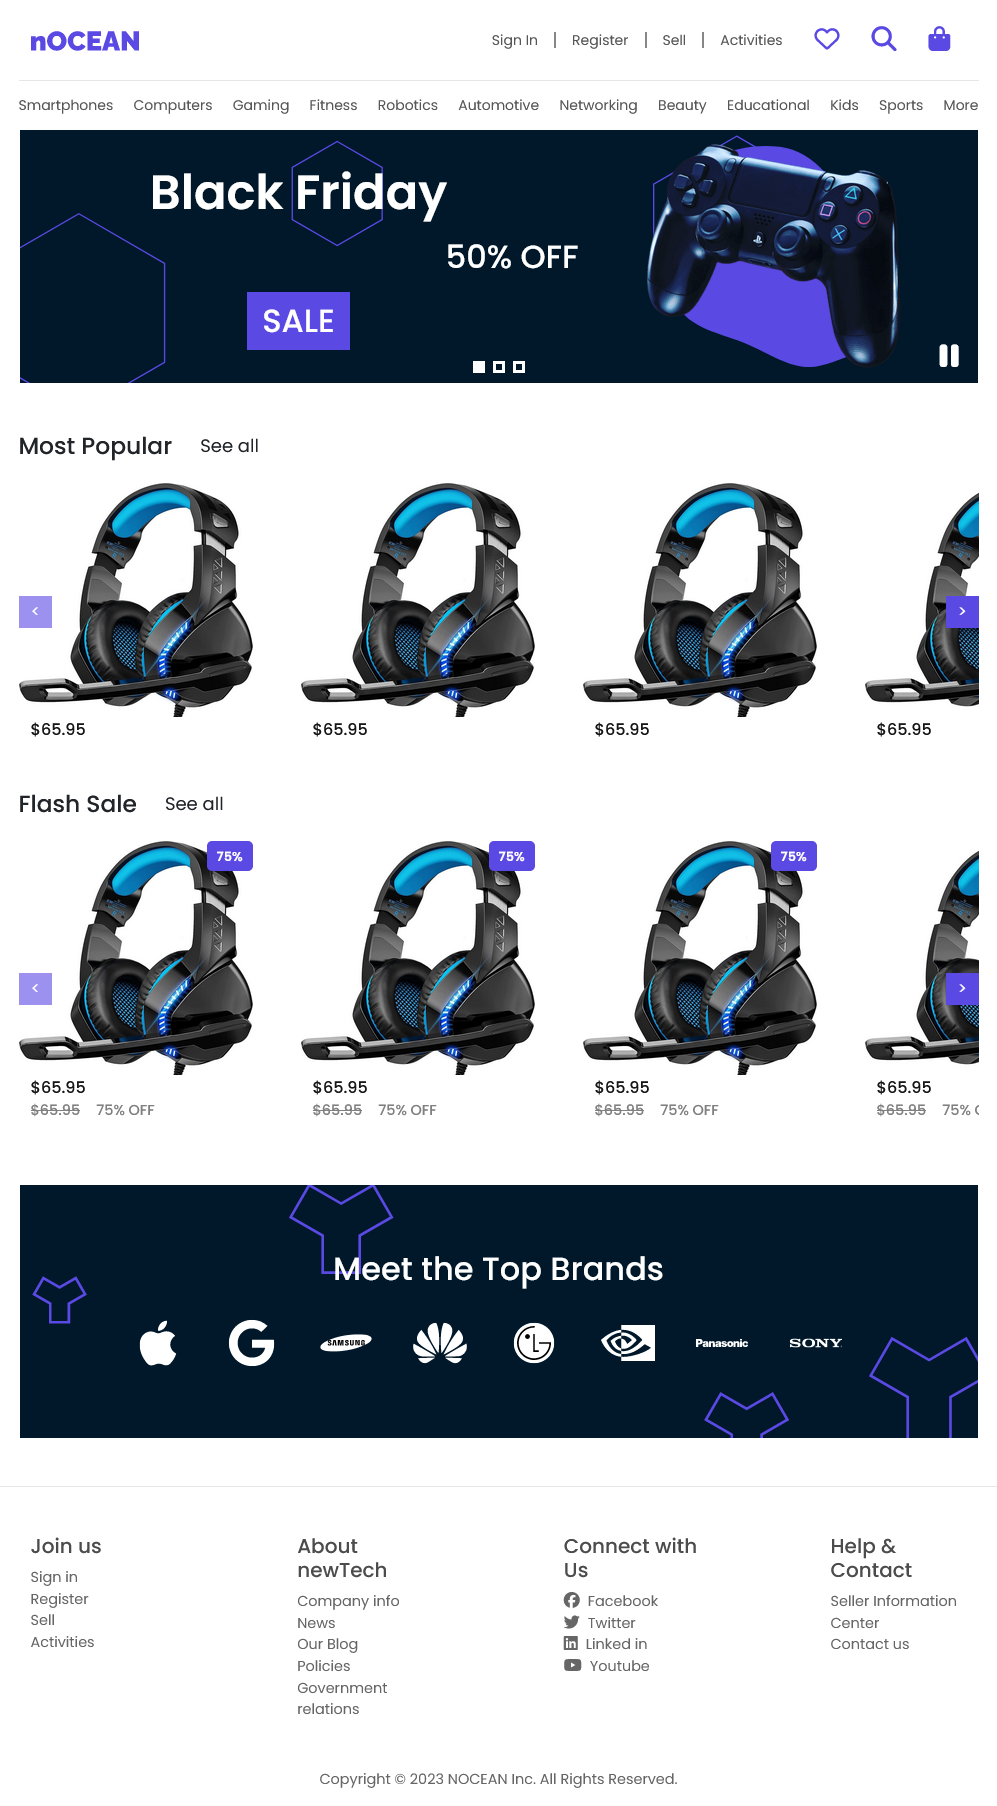 nOCEAN
Sign In | Register | Sell | Activities
Smartphones Computers Gaming Fitness Robotics Automotive Networking Beauty Educational Kids Sports More
Black Friday
50% OFF
SALE
Most Popular See all
< >
$65.95 $65.95 $65.95 $65.95
Flash Sale See all
75% 75% 75%
< >
$65.95 $65.95 $65.95 $65.95
$65.95 75% OFF $65.95 75% OFF $65.95 75% OFF $65.95 75%
Meet the Top Brands
G SAMSUNG LG Panasonic SONY
Join us
Sign in
Register
Sell
Activities
About
newTech
Company info
News
Our Blog
Policies
Government
relations
Connect with
Us
Facebook
Twitter
Linked in
Youtube
Help &
Contact
Seller Information
Center
Contact us
Copyright © 2023 NOCEAN Inc. All Rights Reserved.